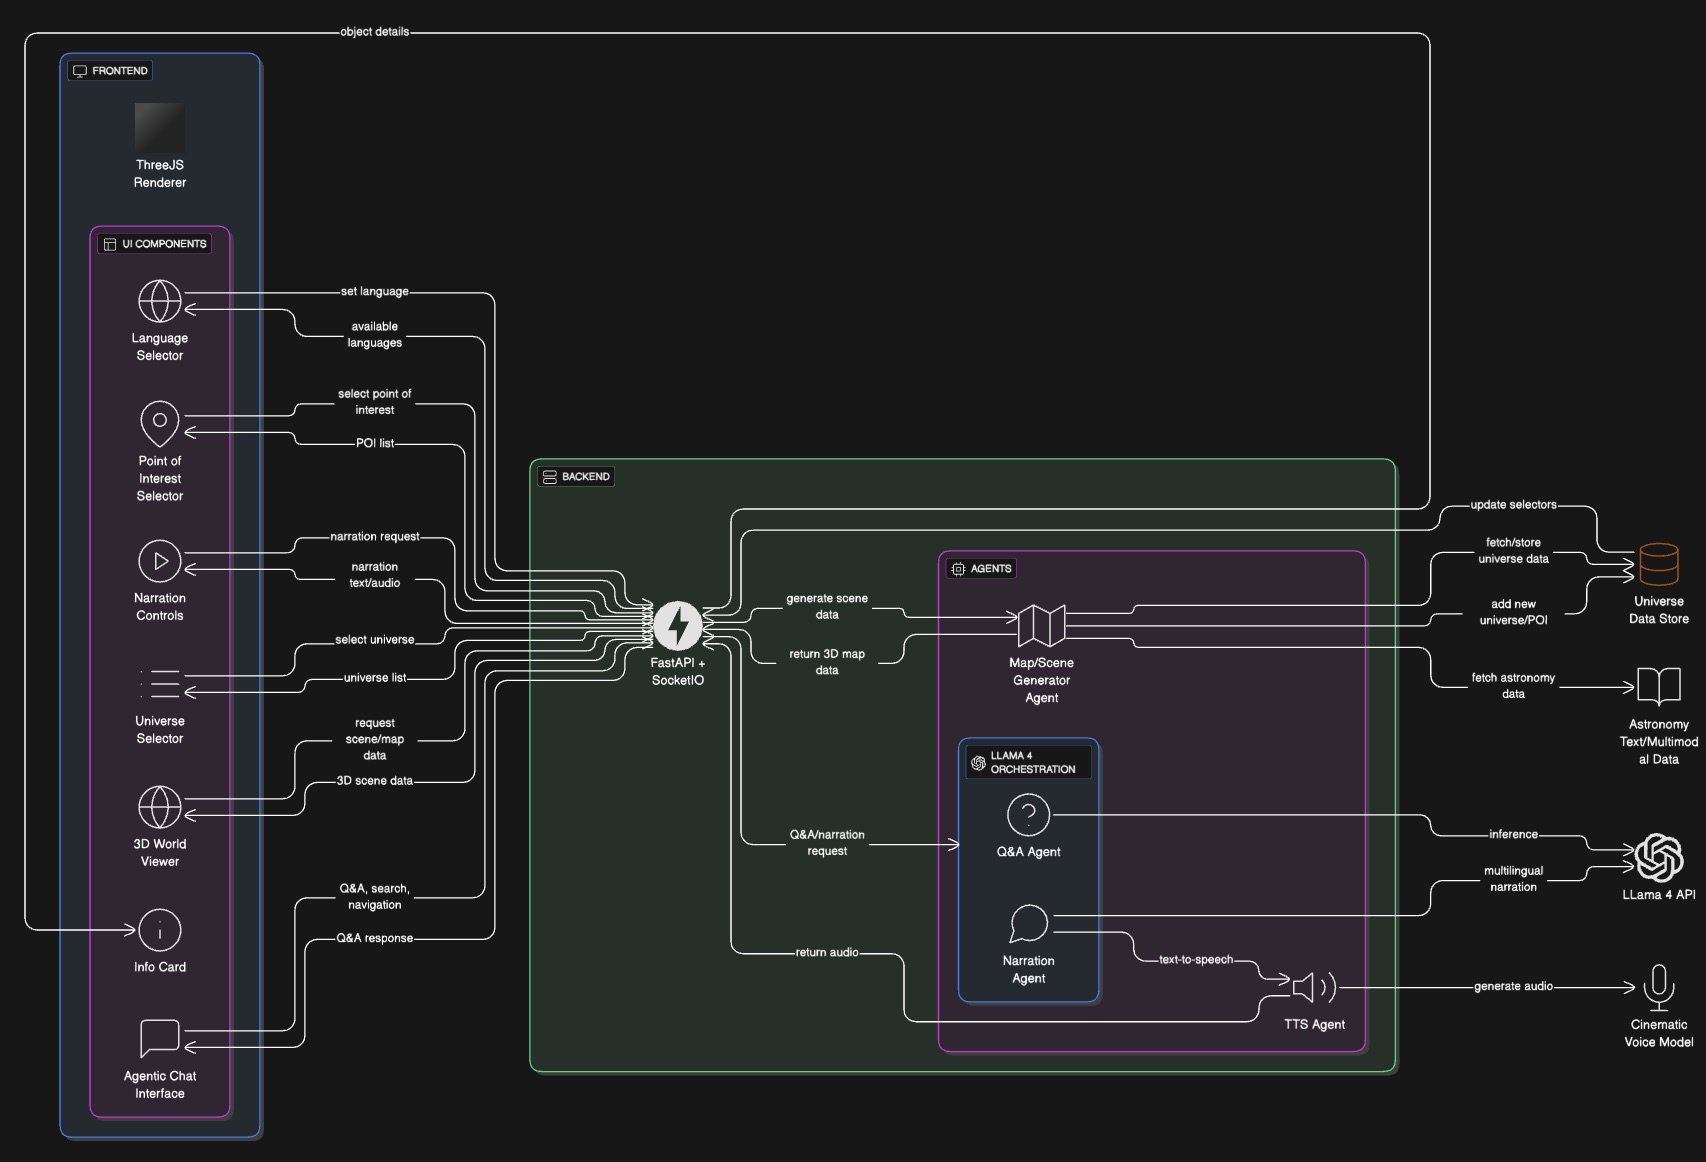 object details
FRONTEND
ThreeJS
Renderer
UI COMPONENTS
Language
Selector
Point of
Interest
Selector
Narration
Controls
Universe
Selector
3D World
Viewer
Info Card
Agentic Chat
Interface
set language
available
languages
select point of
interest
POI list
narration request
narration
text/audio
select universe
universe list
request
scene/map
data
3D scene data
Q&A, search,
navigation
Q&A response
BACKEND
FastAPI +
SocketIO
generate scene
data
return 3D map
data
Q&A/narration
request
return audio
AGENTS
Map/Scene
Generator
Agent
LLAMA 4
ORCHESTRATION
Q&A Agent
Narration
Agent
text-to-speech
TTS Agent
update selectors
fetch/store
universe data
add new
universe/POI
fetch astronomy
data
inference
multilingual
narration
generate audio
Universe
Data Store
Astronomy
Text/Multimod
al Data
LLama 4 API
Cinematic
Voice Model